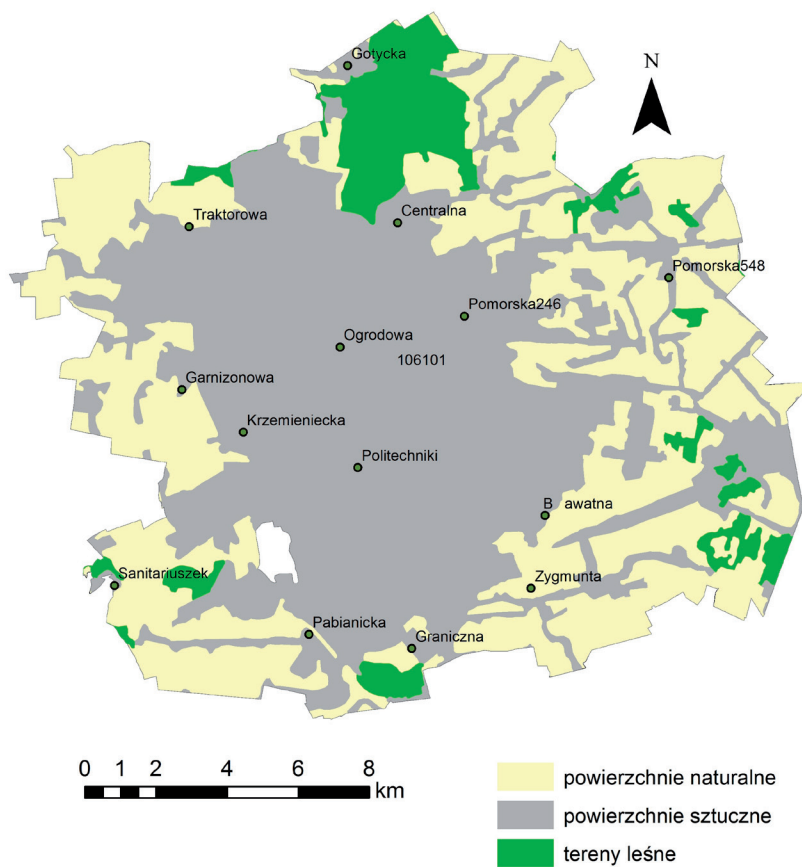 Gotycka
N
Traktorowa
Centralna
Pomorska548
Pomorska246
Ogrodowa
106101
Garnizonowa
Krzemieniecka
Politechniki
B awatna
Sanitariuszek
Zygmunta
Pabianicka
Graniczna
0 1 2 4 6 8
km
powierzchnie naturalne
powierzchnie sztuczne
tereny leśne